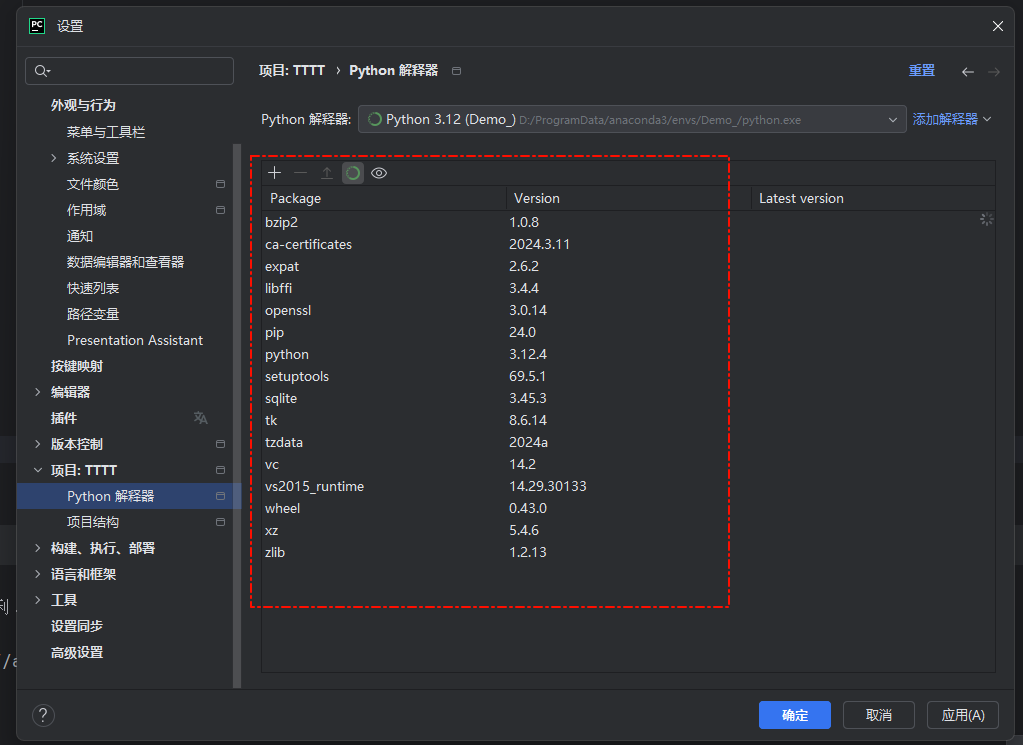 PC 设置
项目: TTTT › Python 解释器
重置
外观与行为
菜单与工具栏
系统设置
文件颜色
作用域
通知
数据编辑器和查看器
快速列表
路径变量
Presentation Assistant
按键映射
编辑器
插件
版本控制
项目: TTTT
Python 解释器
项目结构
构建、执行、部署
语言和框架
工具
设置同步
高级设置
Python 解释器: Python 3.12 (Demo_) D:/ProgramData/anaconda3/envs/Demo_/python.exe 添加解释器
Package Version Latest version
bzip2 1.0.8
ca-certificates 2024.3.11
expat 2.6.2
libffi 3.4.4
openssl 3.0.14
pip 24.0
python 3.12.4
setuptools 69.5.1
sqlite 3.45.3
tk 8.6.14
tzdata 2024a
vc 14.2
vs2015_runtime 14.29.30133
wheel 0.43.0
xz 5.4.6
zlib 1.2.13
? 确定 取消 应用(A)